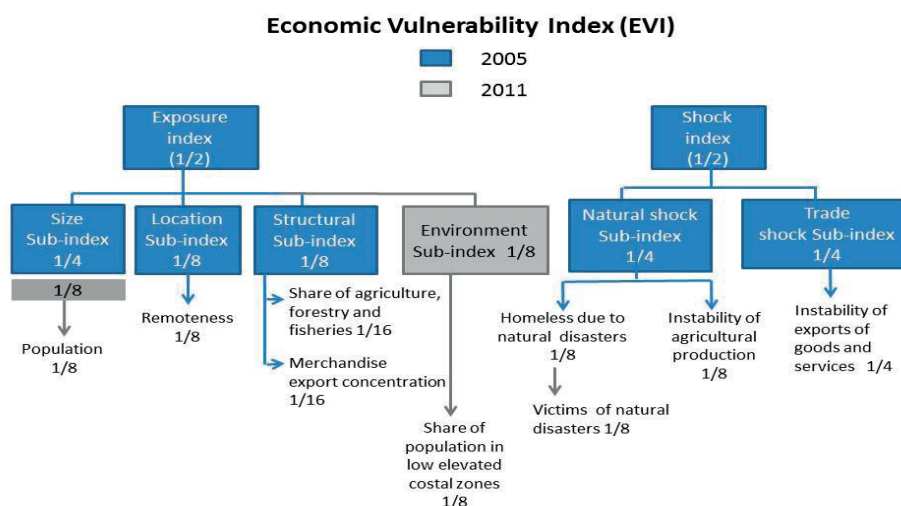 Economic Vulnerability Index (EVI)
2005
2011
Exposure
index
(1/2)
Shock
index
(1/2)
Size
Sub-index
1/4
Location
Sub-index
1/8
Structural
Sub-index
1/8
Environment
Sub-index 1/8
Natural shock
Sub-index
1/4
Trade
shock Sub-index
1/4
1/8
Population
1/8
Remoteness
1/8
Share of agriculture,
forestry and
fisheries 1/16
Merchandise
export concentration
1/16
Share of
population in
low elevated
costal zones
1/8
Homeless due to
natural disasters
1/8
Victims of natural
disasters 1/8
Instability of
agricultural
production
1/8
Instability of
exports of
goods and
services 1/4